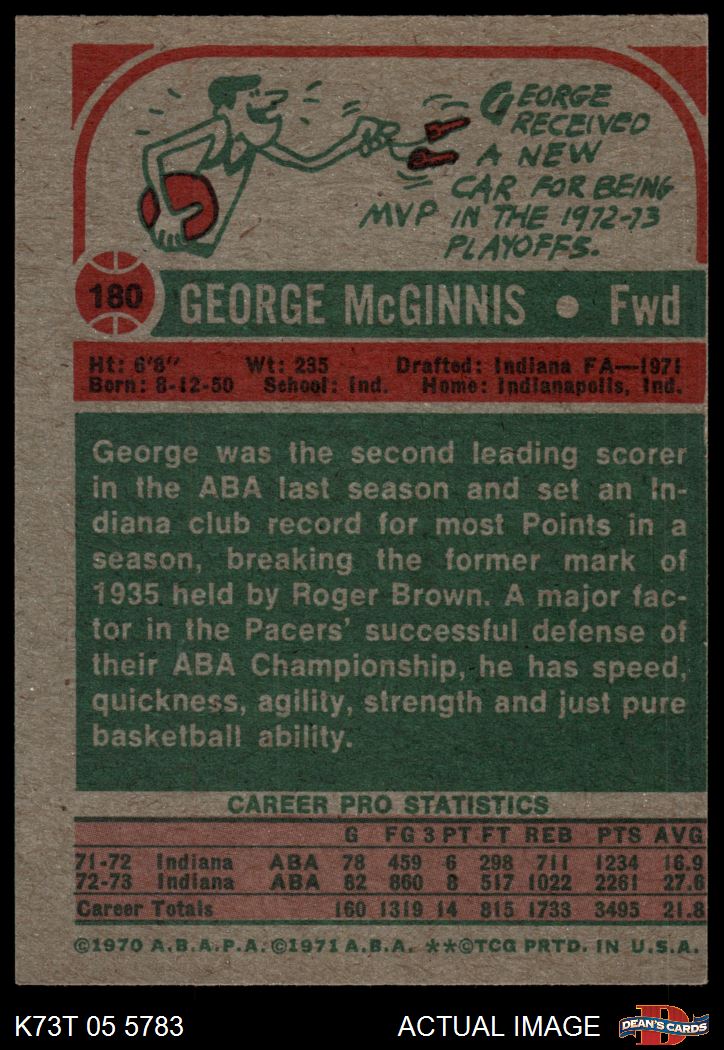 GEORGE
RECEIVED
A NEW
CAR FOR BEING
MVP IN THE 1972-73
PLAYOFFS.
180 GEORGE McGINNIS • Fwd
Ht: 6'8" Wt: 235 Drafted: Indiana FA—1971
Born: 8-12-50 School: Ind. Home: Indianapolis, Ind.
George was the second leading scorer
in the ABA last season and set an In-
diana club record for most Points in a
season, breaking the former mark of
1935 held by Roger Brown. A major fac-
tor in the Pacers' successful defense of
their ABA Championship, he has speed,
quickness, agility, strength and just pure
basketball ability.
CAREER PRO STATISTICS
G FG 3 PT FT REB PTS AVG
71-72 Indiana ABA 78 459 6 298 711 1234 16.9
72-73 Indiana ABA 82 860 8 517 1022 2261 27.6
Career Totals 160 1319 14 815 1733 3495 21.8
©1970 A.B.A.P.A. ©1971 A.B.A. **©TCG PRTD. IN U.S.A.
K73T 05 5783 ACTUAL IMAGE D DEAN'S CARDS